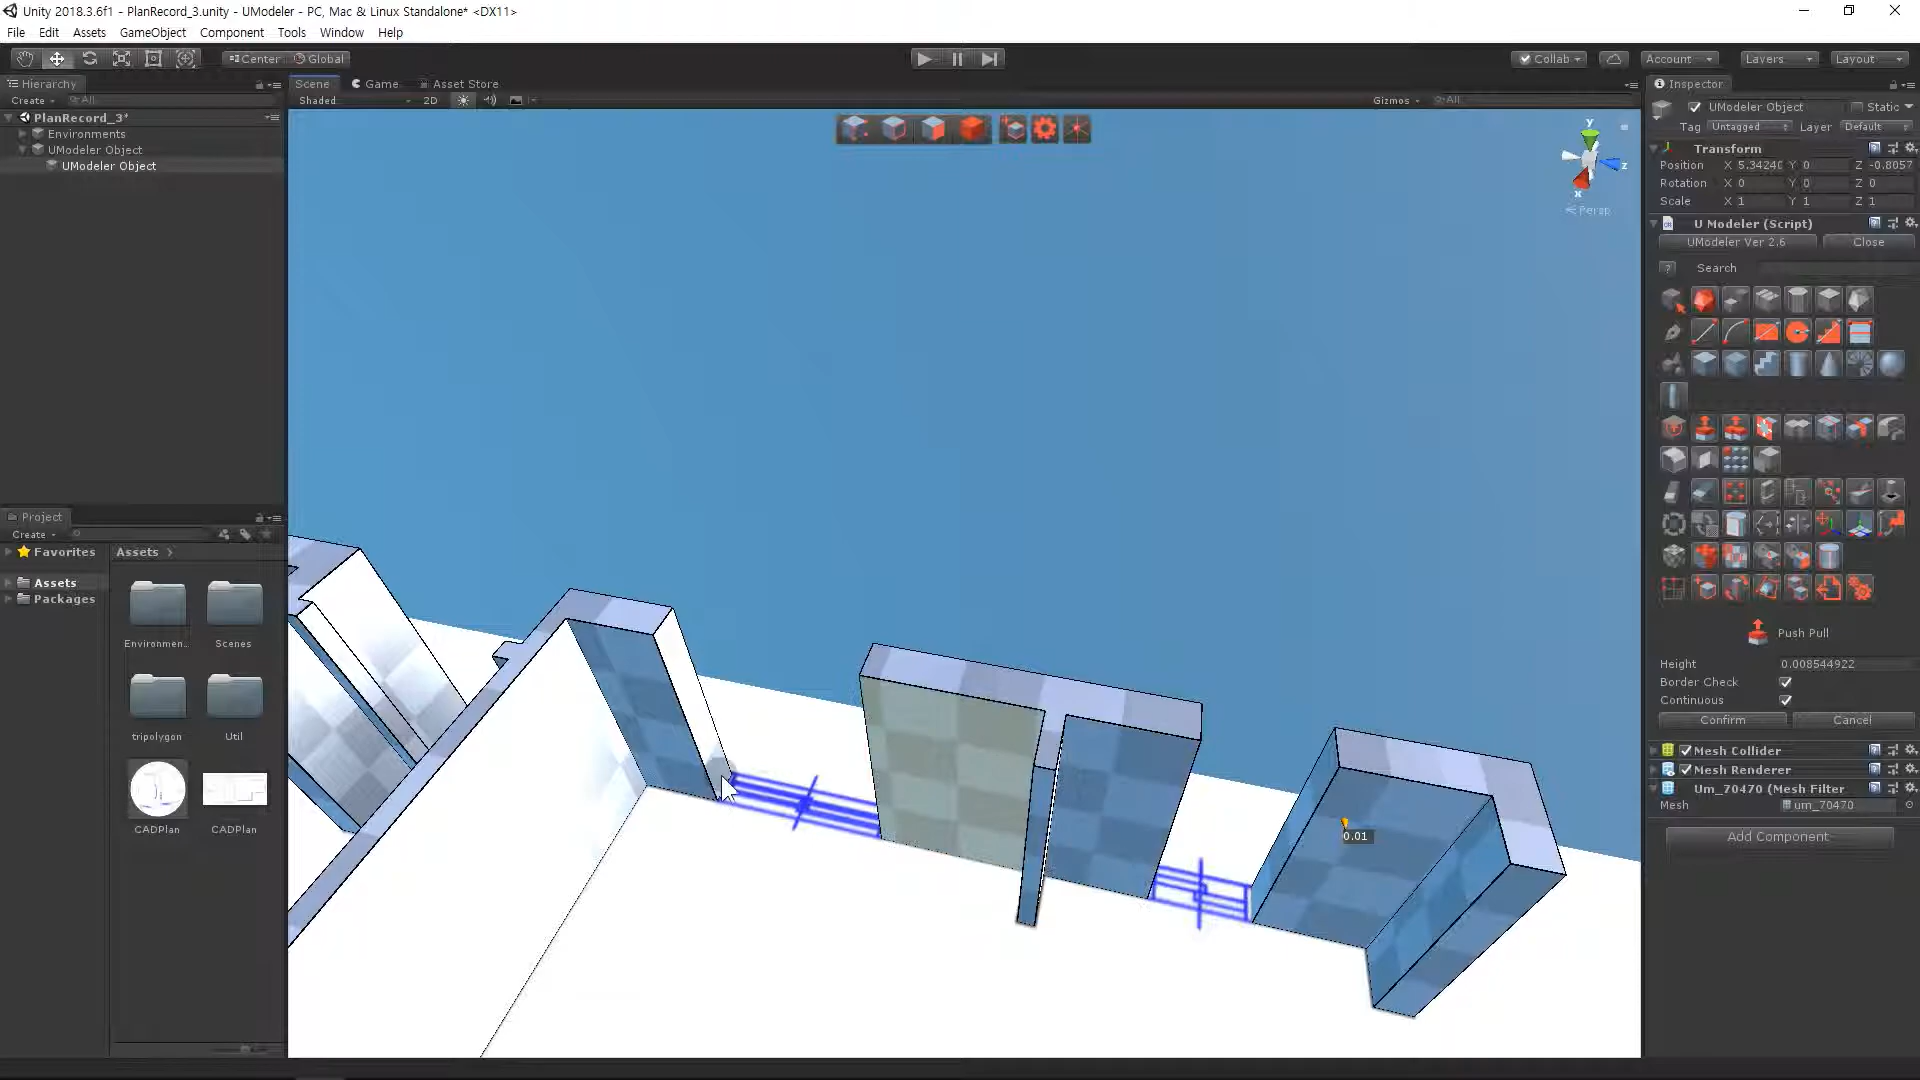 Unity 2018.3.6f1 - PlanRecord_3.unity - UModeler - PC, Mac & Linux Standalone* <DX11>
File Edit Assets GameObject Component Tools Window Help
Center Global Collab Account Layers Layout
Hierarchy
Create All
PlanRecord_3*
Environments
UModeler Object
UModeler Object
Scene Game Asset Store
Shaded 2D Gizmos All
y
z
x
Persp
0.01
Project
Create
Favorites
Assets
Packages
Assets
Environmen...
Scenes
tripolygon
Util
CADPlan
CADPlan
Inspector
UModeler Object Static
Tag Untagged Layer Default
Transform
Position X 5.3424 Y 0 Z -0.8057
Rotation X 0 Y 0 Z 0
Scale X 1 Y 1 Z 1
U Modeler (Script)
UModeler Ver 2.6 Close
? Search
Push Pull
Height 0.008544922
Border Check
Continuous
Confirm Cancel
Mesh Collider
Mesh Renderer
Um_70470 (Mesh Filter
Mesh um_70470
Add Component